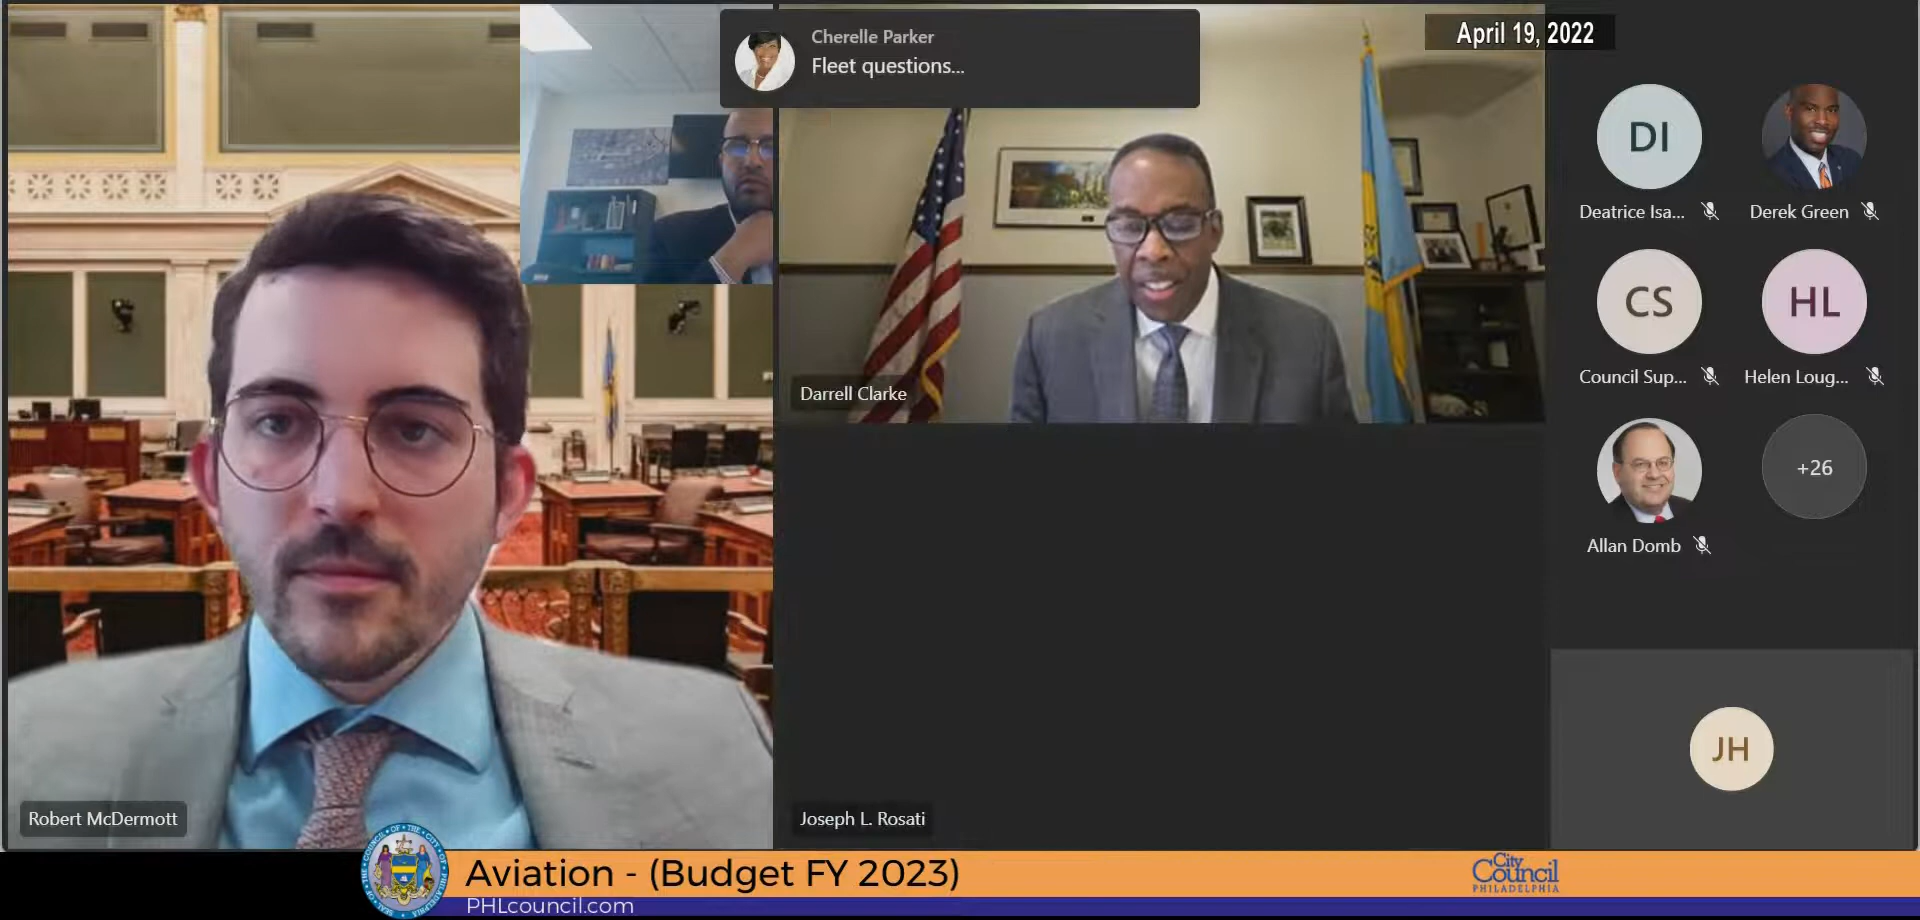 Cherelle Parker
Fleet questions...
April 19, 2022
DI
Deatrice Isa...
Derek Green
CS
Council Sup...
HL
Helen Loug...
Darrell Clarke
Allan Domb
+26
JH
Robert McDermott
Joseph L. Rosati
Aviation - (Budget FY 2023)
PHLcouncil.com
City
Council
PHILADELPHIA